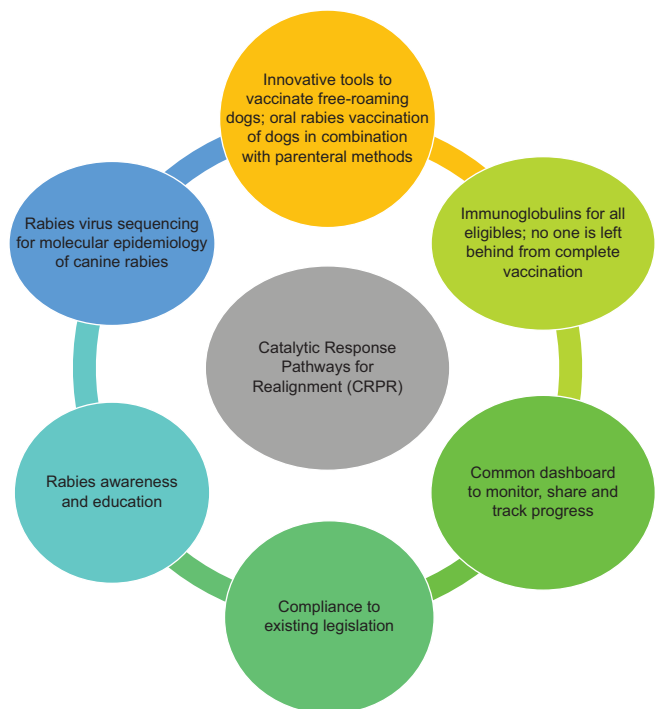 Innovative tools to
vaccinate free-roaming
dogs; oral rabies vaccination
of dogs in combination
with parenteral methods
Immunoglobulins for all
eligibles; no one is left
behind from complete
vaccination
Common dashboard
to monitor, share and
track progress
Compliance to
existing legislation
Rabies awareness
and education
Rabies virus sequencing
for molecular epidemiology
of canine rabies
Catalytic Response
Pathways for
Realignment (CRPR)